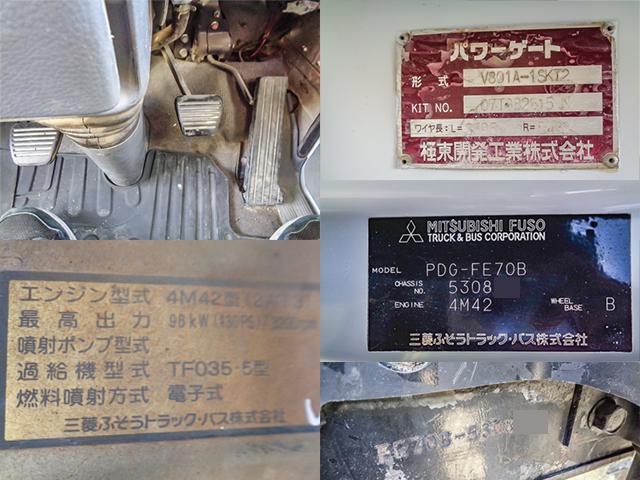 パワーゲート
形式 V801A-1SKT2
KIT NO.
ワイヤ長:L= R=
極東開発工業株式会社
MITSUBISHI FUSO
TRUCK & BUS CORPORATION
MODEL PDG-FE70B
CHASSIS NO. 5308
ENGINE 4M42 WHEEL BASE B
三菱ふそうトラック・バス株式会社
エンジン型式 4M42型
最高出力 96kW(130PS)/
噴射ポンプ型式
過給機型式 TF035-5型
燃料噴射方式 電子式
三菱ふそうトラック・バス株式会社